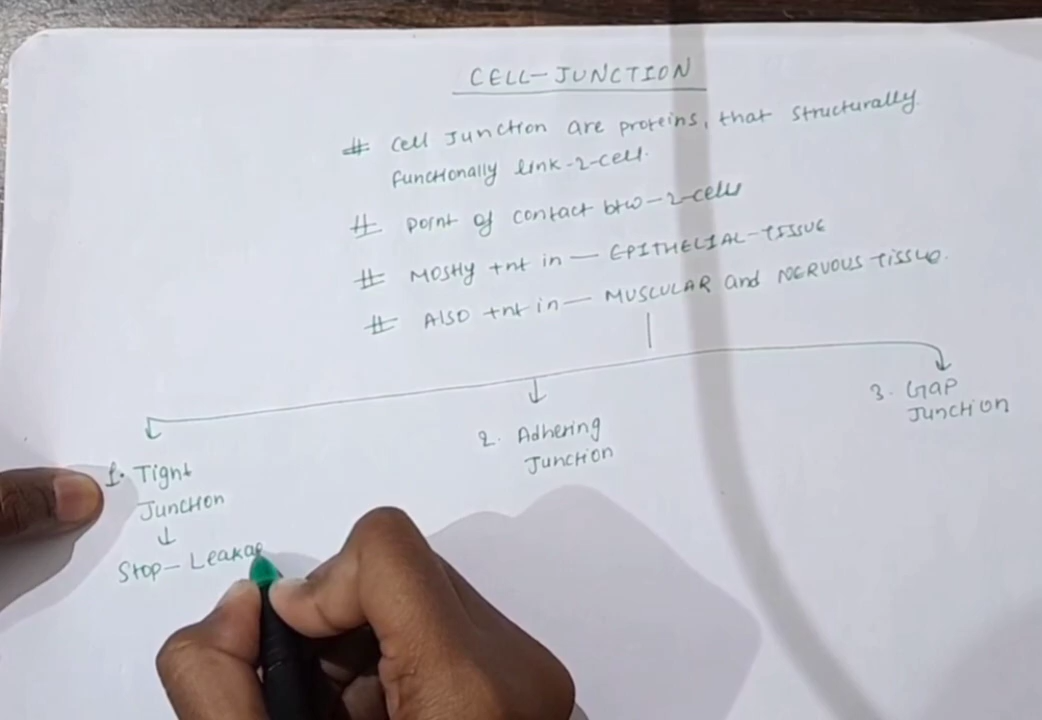 CELL-JUNCTION
# Cell Junction are proteins, that structurally
functionally link-2-cell.
# point of contact btw-2-cells
# Mostly +nt in — EPITHELIAL-TISSUE
# Also +nt in — MUSCULAR and NERVOUS tissue.
1. Tight
Junction
↓
Stop - Leakag
2. Adhering
Junction
3. Gap
Junction